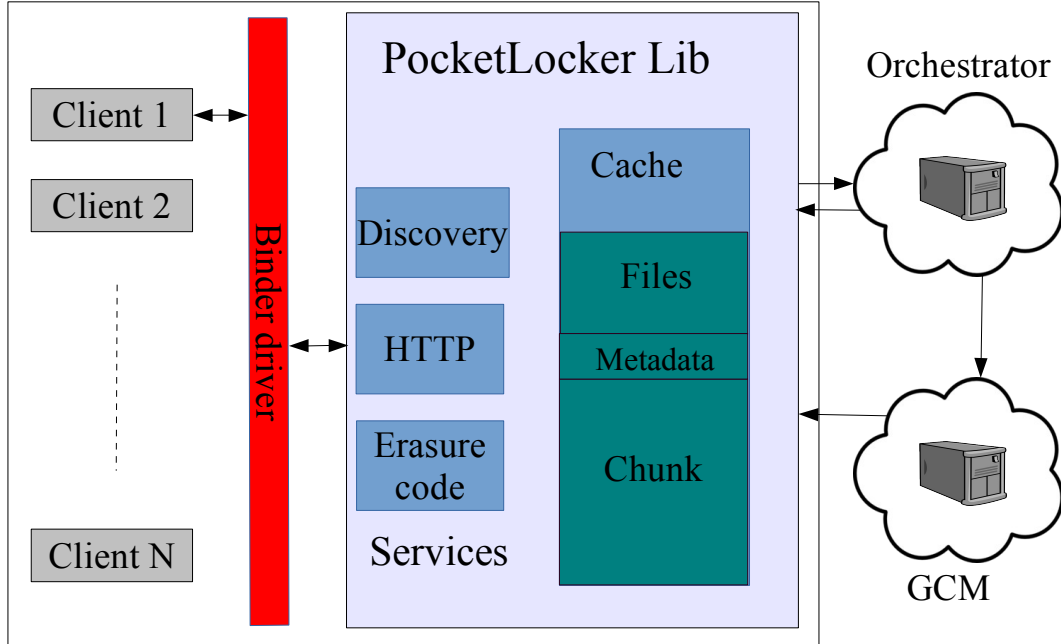 PocketLocker Lib
Orchestrator
Client 1
Cache
Client 2
Discovery
Binder driver
Files
HTTP
Metadata
Erasure
code
Chunk
Client N
Services
GCM